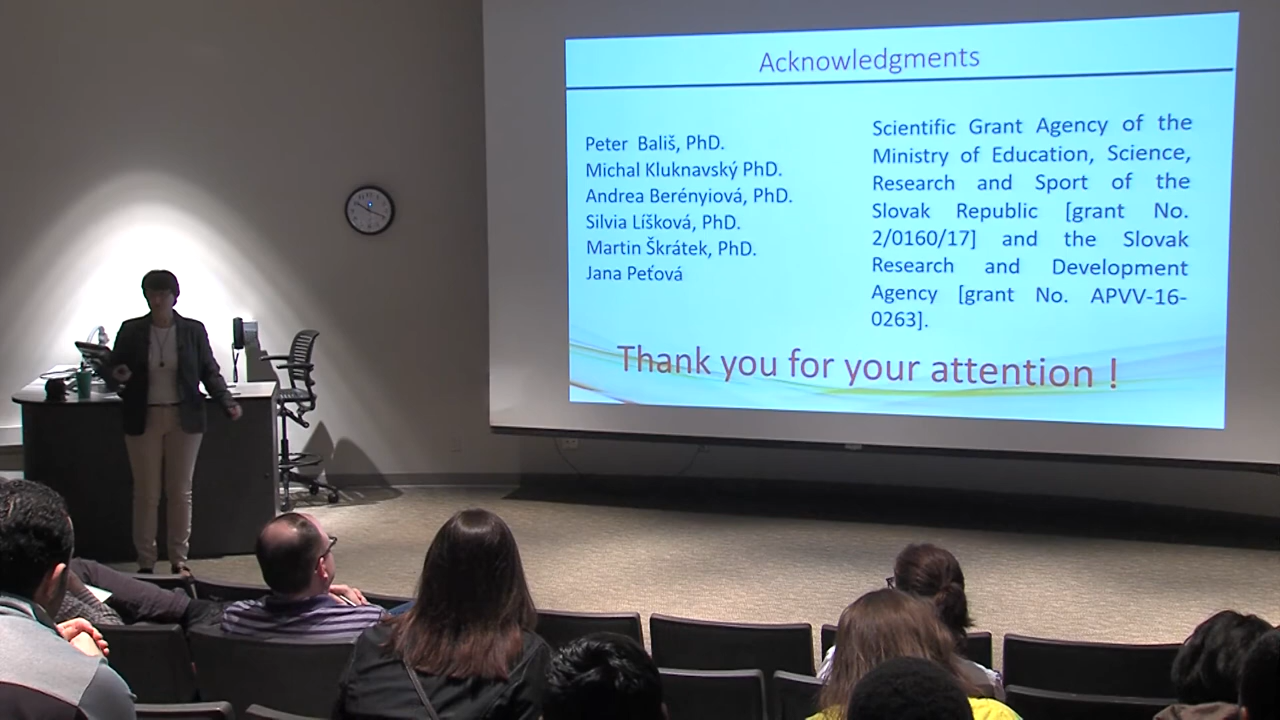 Acknowledgments
Peter Bališ, PhD.
Michal Kluknavský PhD.
Andrea Berényiová, PhD.
Silvia Líšková, PhD.
Martin Škrátek, PhD.
Jana Peťová
Scientific Grant Agency of the
Ministry of Education, Science,
Research and Sport of the
Slovak Republic [grant No.
2/0160/17] and the Slovak
Research and Development
Agency [grant No. APVV-16-
0263].
Thank you for your attention !